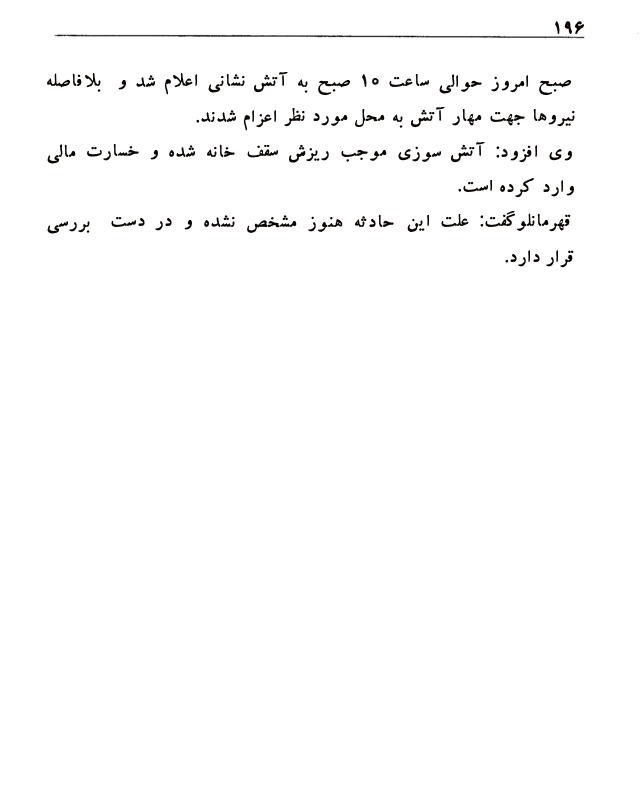 ۱۹۶
صبح امروز حوالی ساعت ۱۵ صبح به آتش نشانی اعلام شد و بلافاصله
نیروها جهت مهار آتش به محل مورد نظر اعزام شدند.
وی افزود: آتش سوزی موجب ریزش سقف خانه شده و خسارت مالی
وارد کرده است.
قهرمانلوگفت: علت این حادثه هنوز مشخص نشده و در دست بررسی
قرار دارد.